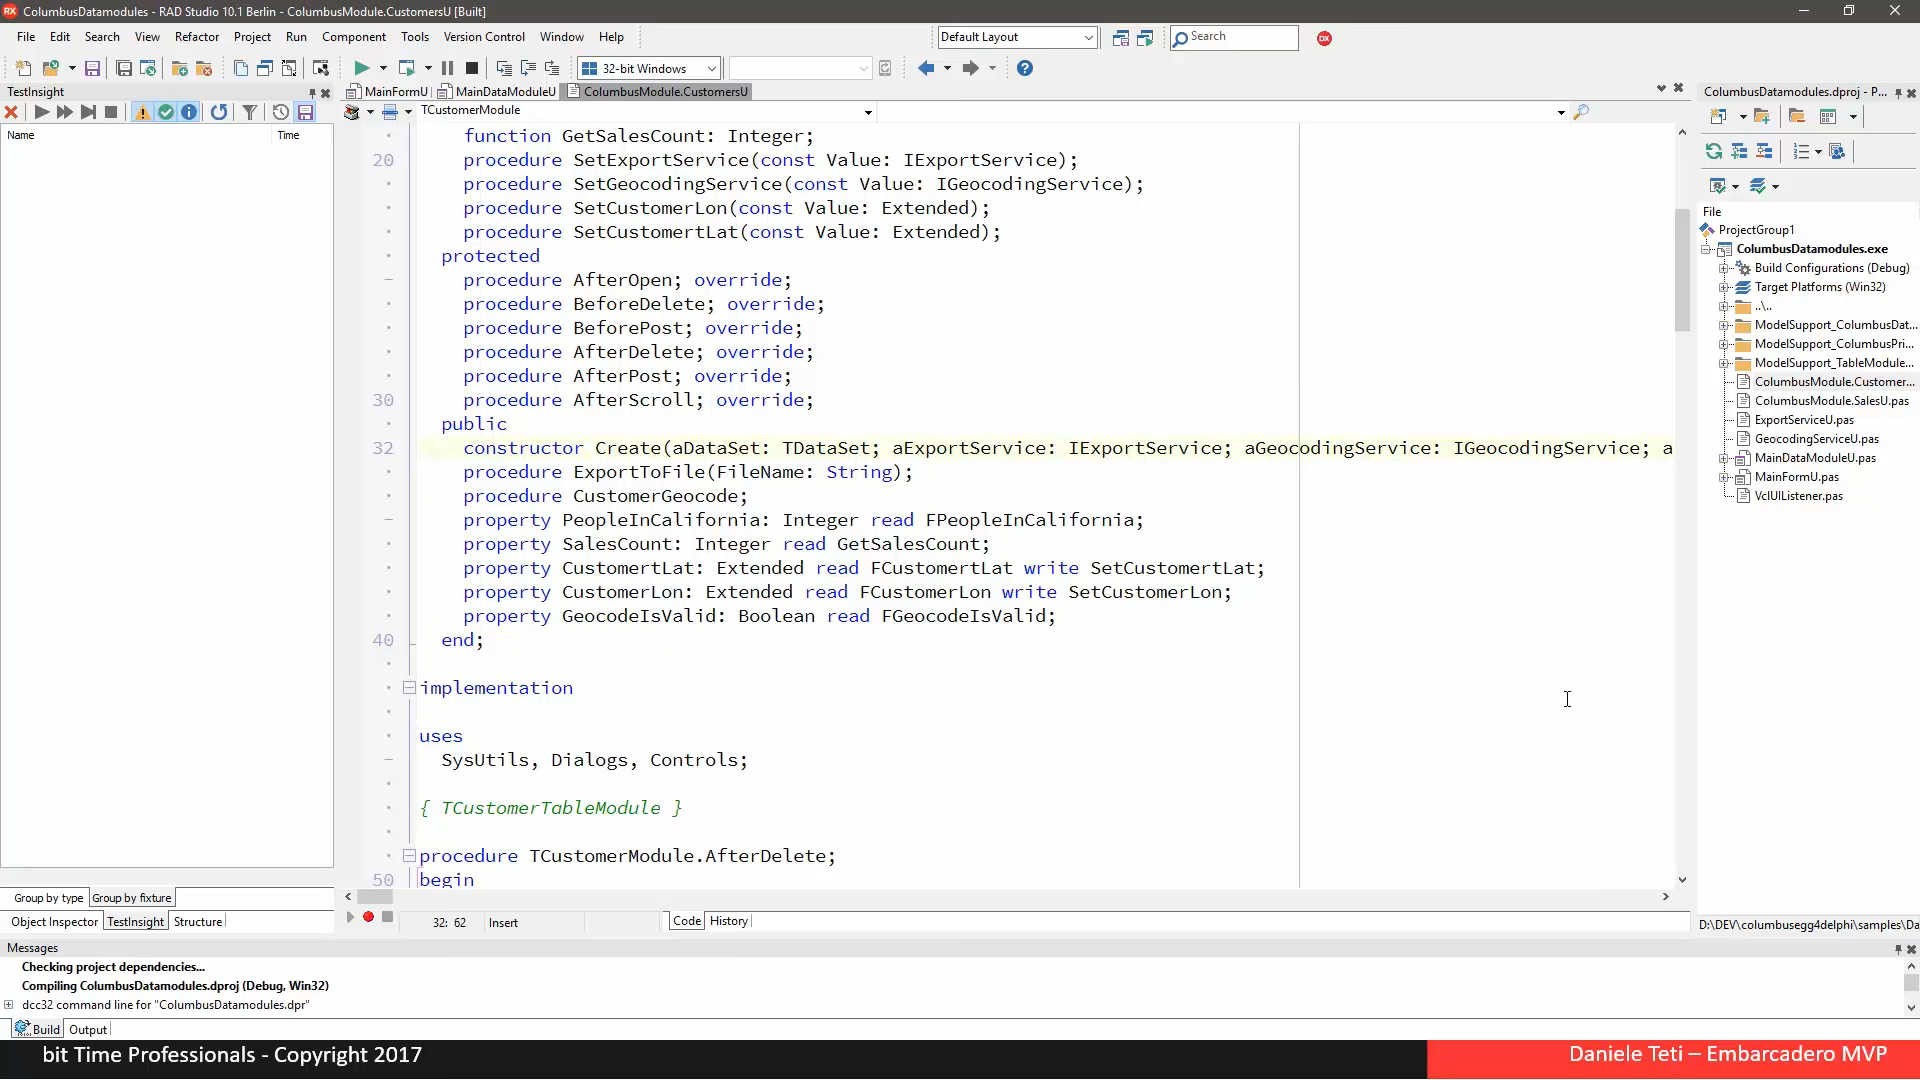 ColumbusDatamodules - RAD Studio 10.1 Berlin - ColumbusModule.CustomersU [Built]
File Edit Search View Refactor Project Run Component Tools Version Control Window Help
Default Layout
Search
32-bit Windows
TestInsight
Name Time
MainFormU MainDataModuleU ColumbusModule.CustomersU
TCustomerModule
function GetSalesCount: Integer;
20 procedure SetExportService(const Value: IExportService);
procedure SetGeocodingService(const Value: IGeocodingService);
procedure SetCustomerLon(const Value: Extended);
procedure SetCustomertLat(const Value: Extended);
protected
procedure AfterOpen; override;
procedure BeforeDelete; override;
procedure BeforePost; override;
procedure AfterDelete; override;
procedure AfterPost; override;
30 procedure AfterScroll; override;
public
32 constructor Create(aDataSet: TDataSet; aExportService: IExportService; aGeocodingService: IGeocodingService; a
procedure ExportToFile(FileName: String);
procedure CustomerGeocode;
property PeopleInCalifornia: Integer read FPeopleInCalifornia;
property SalesCount: Integer read GetSalesCount;
property CustomertLat: Extended read FCustomertLat write SetCustomertLat;
property CustomerLon: Extended read FCustomerLon write SetCustomerLon;
property GeocodeIsValid: Boolean read FGeocodeIsValid;
40 end;
implementation
uses
SysUtils, Dialogs, Controls;
{ TCustomerTableModule }
procedure TCustomerModule.AfterDelete;
50 begin
32: 62 Insert
Code History
Group by type Group by fixture
Object Inspector TestInsight Structure
ColumbusDatamodules.dproj - P...
File
ProjectGroup1
ColumbusDatamodules.exe
Build Configurations (Debug)
Target Platforms (Win32)
..\..
ModelSupport_ColumbusDat...
ModelSupport_ColumbusPri...
ModelSupport_TableModule...
ColumbusModule.Customer...
ColumbusModule.SalesU.pas
ExportServiceU.pas
GeocodingServiceU.pas
MainDataModuleU.pas
MainFormU.pas
VclUIListener.pas
D:\DEV\columbusegg4delphi\samples\Da
Messages
Checking project dependencies...
Compiling ColumbusDatamodules.dproj (Debug, Win32)
dcc32 command line for "ColumbusDatamodules.dpr"
Build Output
bit Time Professionals - Copyright 2017
Daniele Teti – Embarcadero MVP